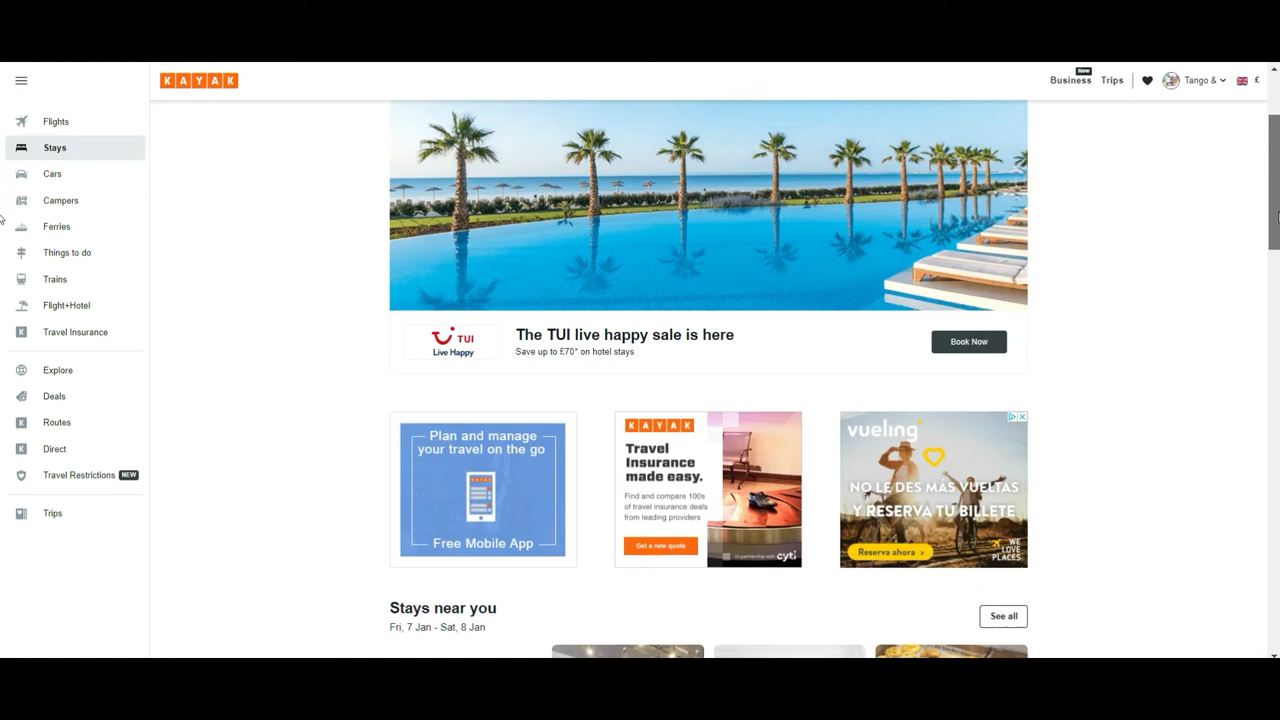 KAYAK
New
Business
Trips
Tango &
£
Flights
Stays
Cars
Campers
Ferries
Things to do
Trains
Flight+Hotel
Travel Insurance
Explore
Deals
Routes
Direct
Travel Restrictions NEW
Trips
TUI
Live Happy
The TUI live happy sale is here
Save up to £70* on hotel stays
Book Now
Plan and manage
your travel on the go
Free Mobile App
KAYAK
Travel
Insurance
made easy.
Find and compare 100s
of travel insurance deals
from leading providers
Get a new quote
In partnership with cyti
vueling
NO LE DES MÁS VUELTAS
Y RESERVA TU BILLETE
Reserva ahora >
WE
LOVE
PLACES
Stays near you
Fri, 7 Jan - Sat, 8 Jan
See all